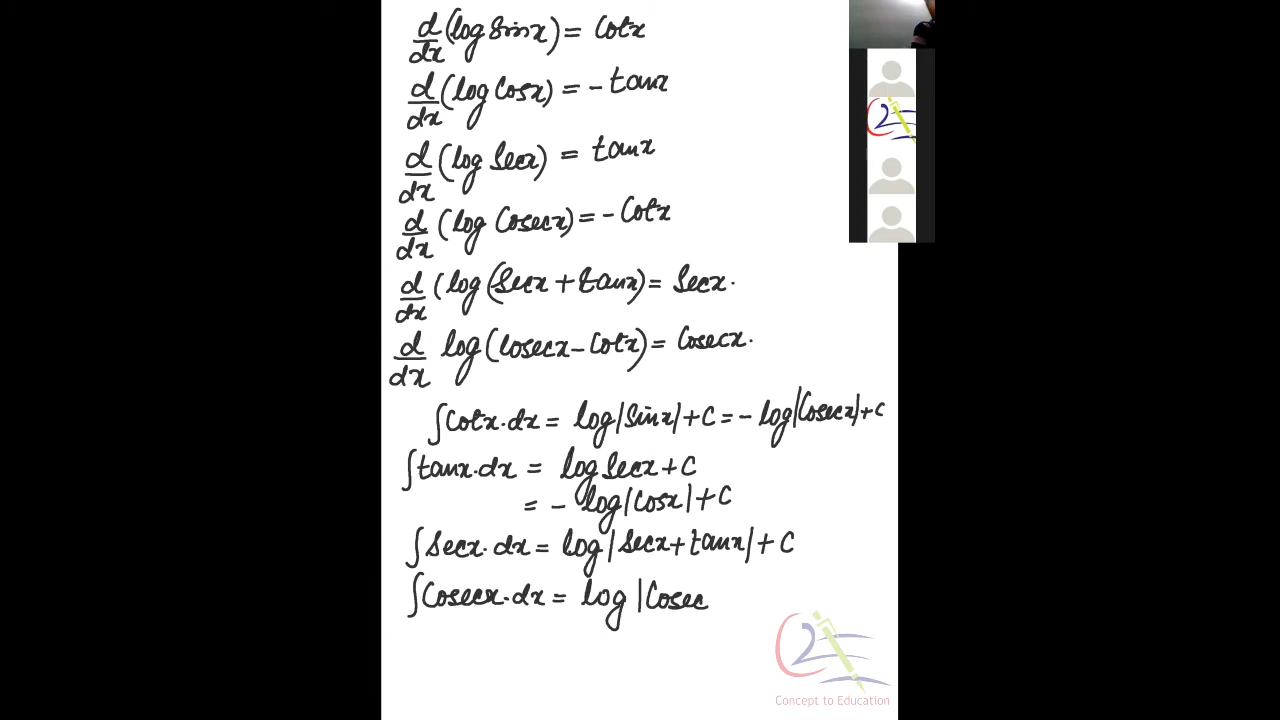 d/dx (log Sinx) = Cotx
d/dx (log Cosx) = - tanx
d/dx (log Secx) = tanx
d/dx (log Cosecx) = - Cotx
d/dx (log (Secx + tanx) = Secx.
d/dx log (Cosecx - Cotx) = Cosecx.
∫Cotx.dx = log|Sinx| + C = - log|Cosecx| + C
∫tanx.dx = log Secx + C
= - log|Cosx| + C
∫Secx.dx = log|Secx + tanx| + C
∫Cosecx.dx = log |Cosec
Concept to Education